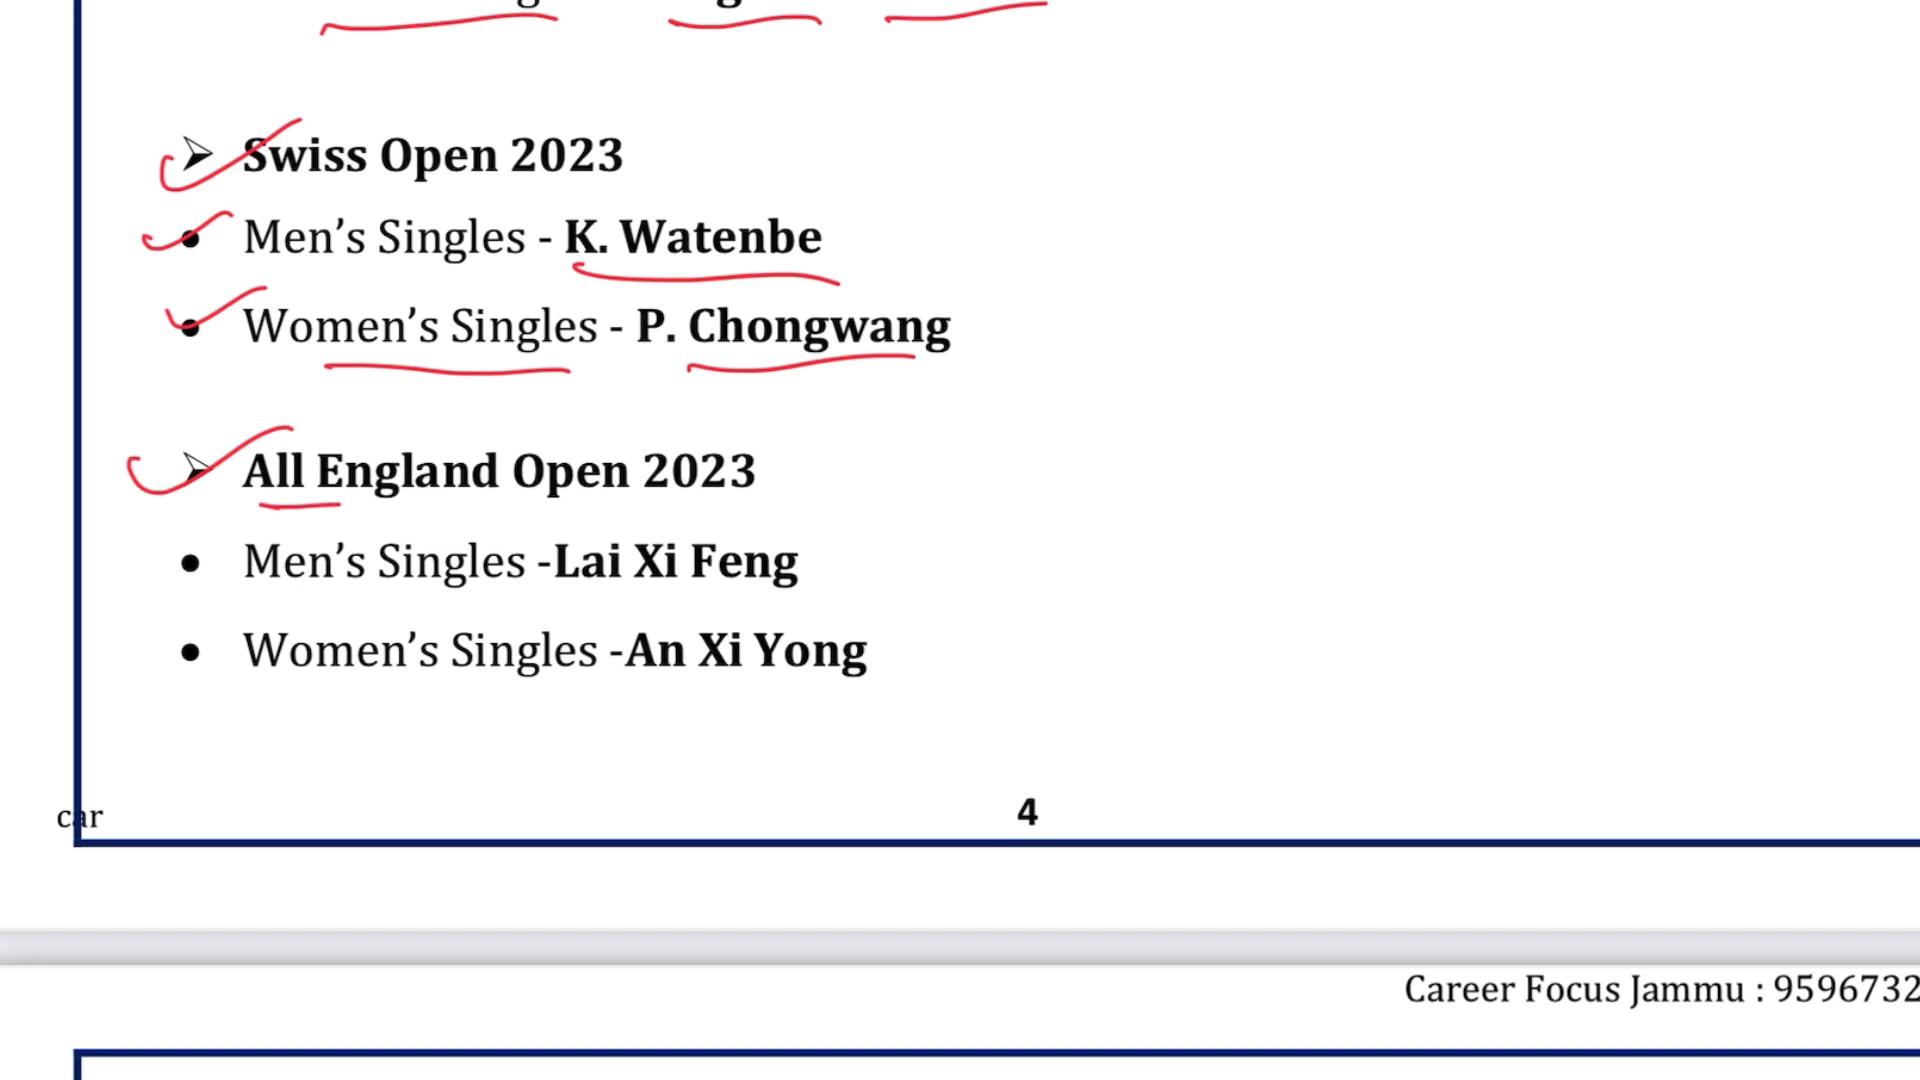 ➢ Swiss Open 2023
• Men’s Singles - K. Watenbe
• Women’s Singles - P. Chongwang
➢ All England Open 2023
• Men’s Singles -Lai Xi Feng
• Women’s Singles -An Xi Yong
car
4
Career Focus Jammu : 9596732